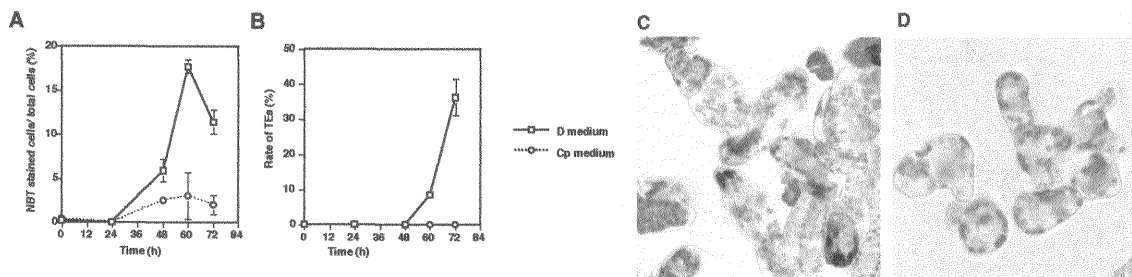 A
NBT stained cells/ total cells (%)
20
15
10
5
0
0 12 24 36 48 60 72 84
Time (h)
B
Rate of TEs (%)
50
40
30
20
10
0
0 12 24 36 48 60 72 84
Time (h)
D medium
Cp medium
C
D